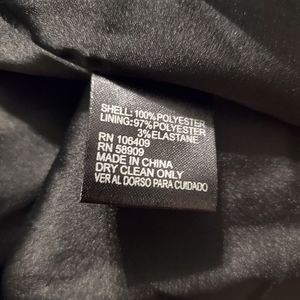 SHELL: 100% POLYESTER
LINING: 97% POLYESTER
3% ELASTANE
RN 106409
RN 58909
MADE IN CHINA
DRY CLEAN ONLY
VER AL DORSO PARA CUIDADO